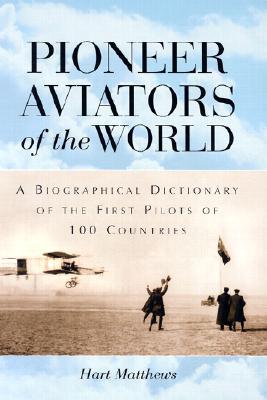 PIONEER
AVIATORS
of the WORLD
A BIOGRAPHICAL DICTIONARY
OF THE FIRST PILOTS OF
100 COUNTRIES
Hart Matthews